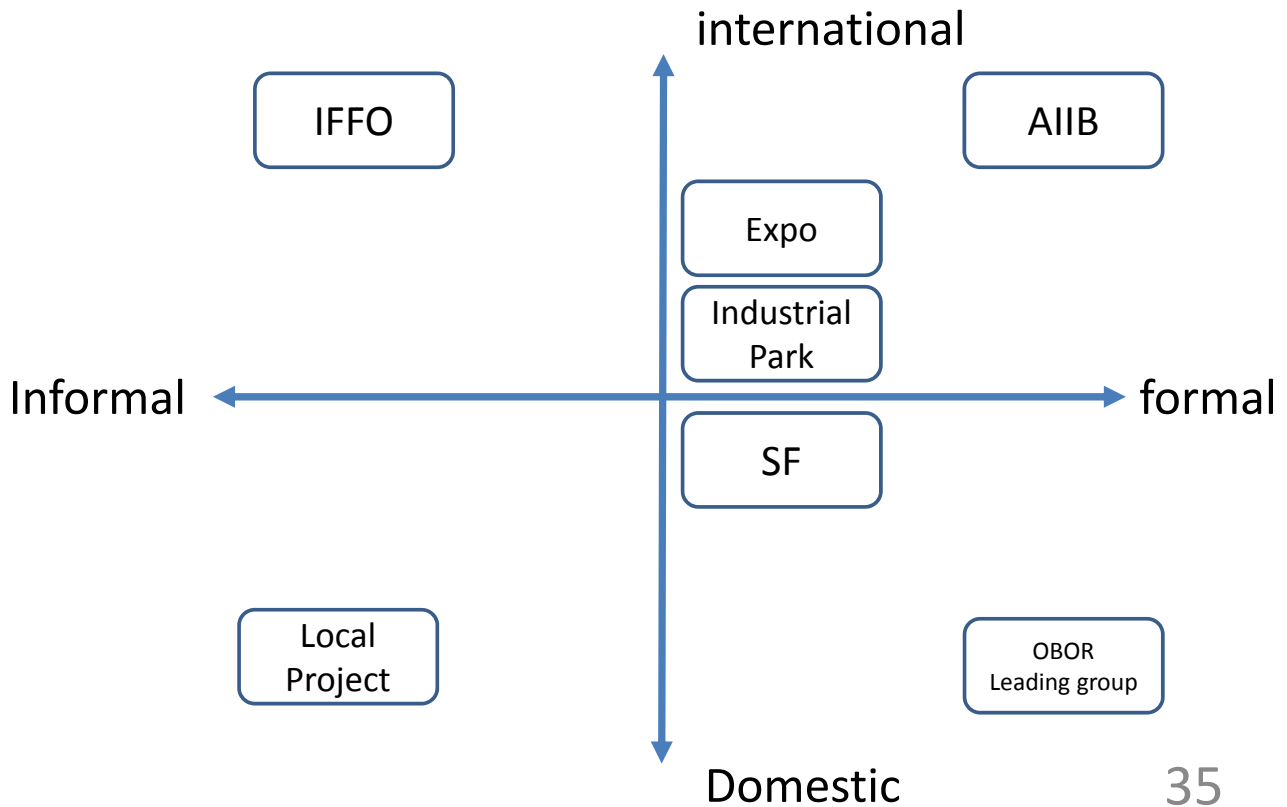 international
IFFO
AIIB
Expo
Industrial
Park
Informal
formal
SF
Local
Project
OBOR
Leading group
Domestic
35